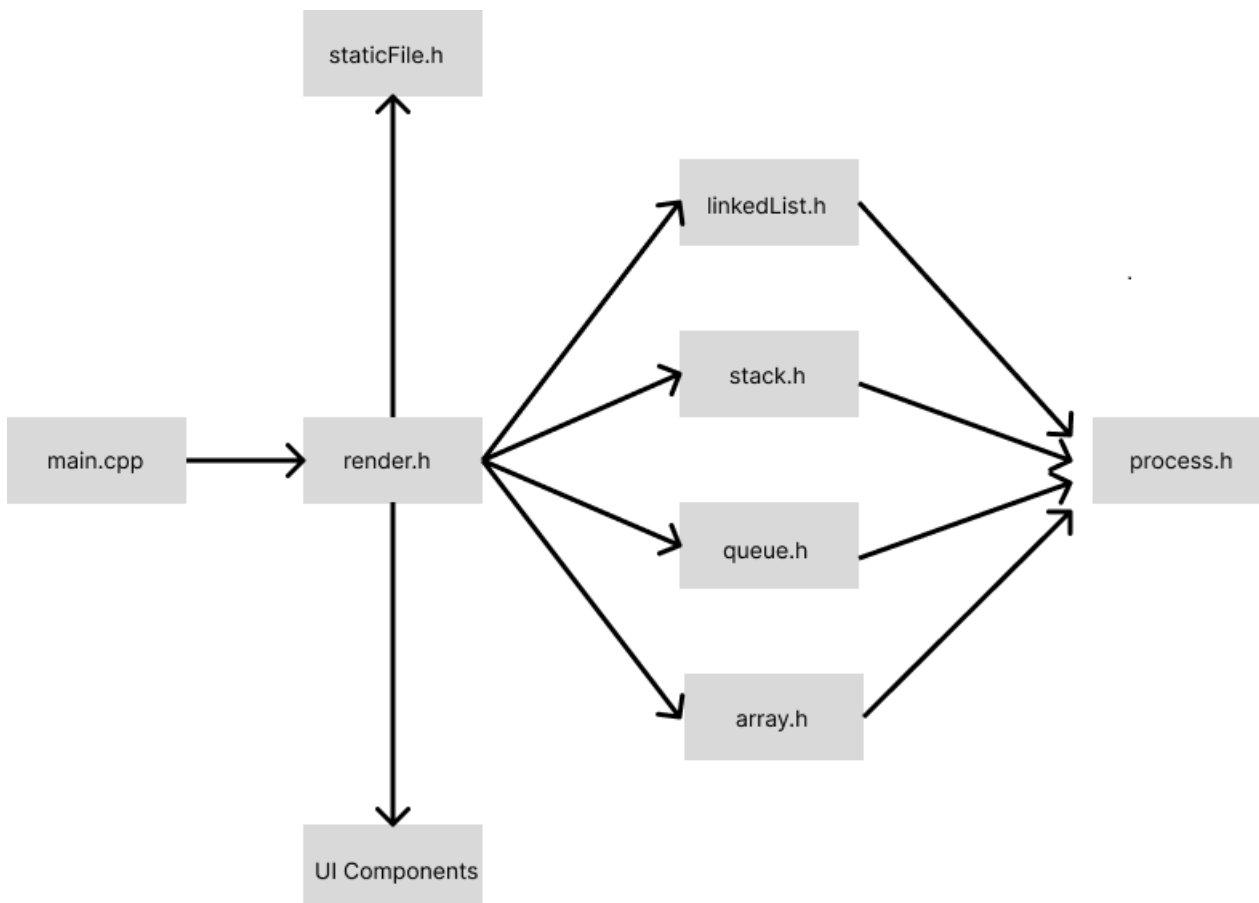 staticFile.h
linkedList.h
stack.h
main.cpp
render.h
process.h
queue.h
array.h
UI Components